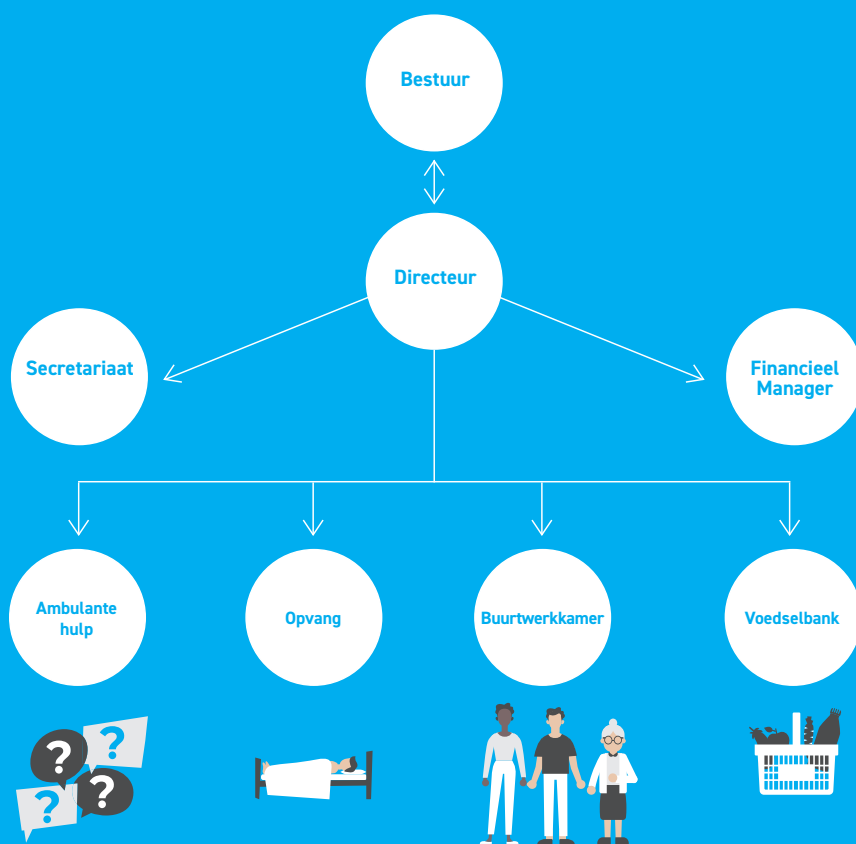 Bestuur
Directeur
Secretariaat
Financieel
Manager
Ambulante
hulp
Opvang
Buurtwerkkamer
Voedselbank
?
?
?
?